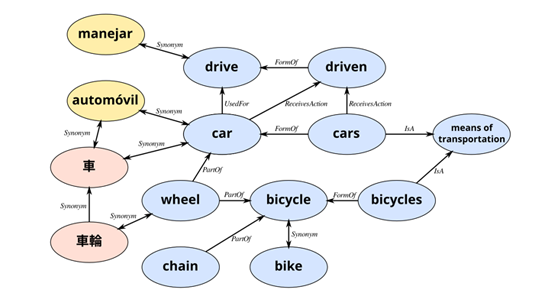 manejar
Synonym
drive
FormOf
driven
automóvil
Synonym
UsedFor
ReceivesAction
ReceivesAction
Synonym
Synonym
car
FormOf
cars
IsA
means of
transportation
車
PartOf
IsA
Synonym
wheel
PartOf
bicycle
FormOf
bicycles
Synonym
車輪
PartOf
Synonym
chain
bike